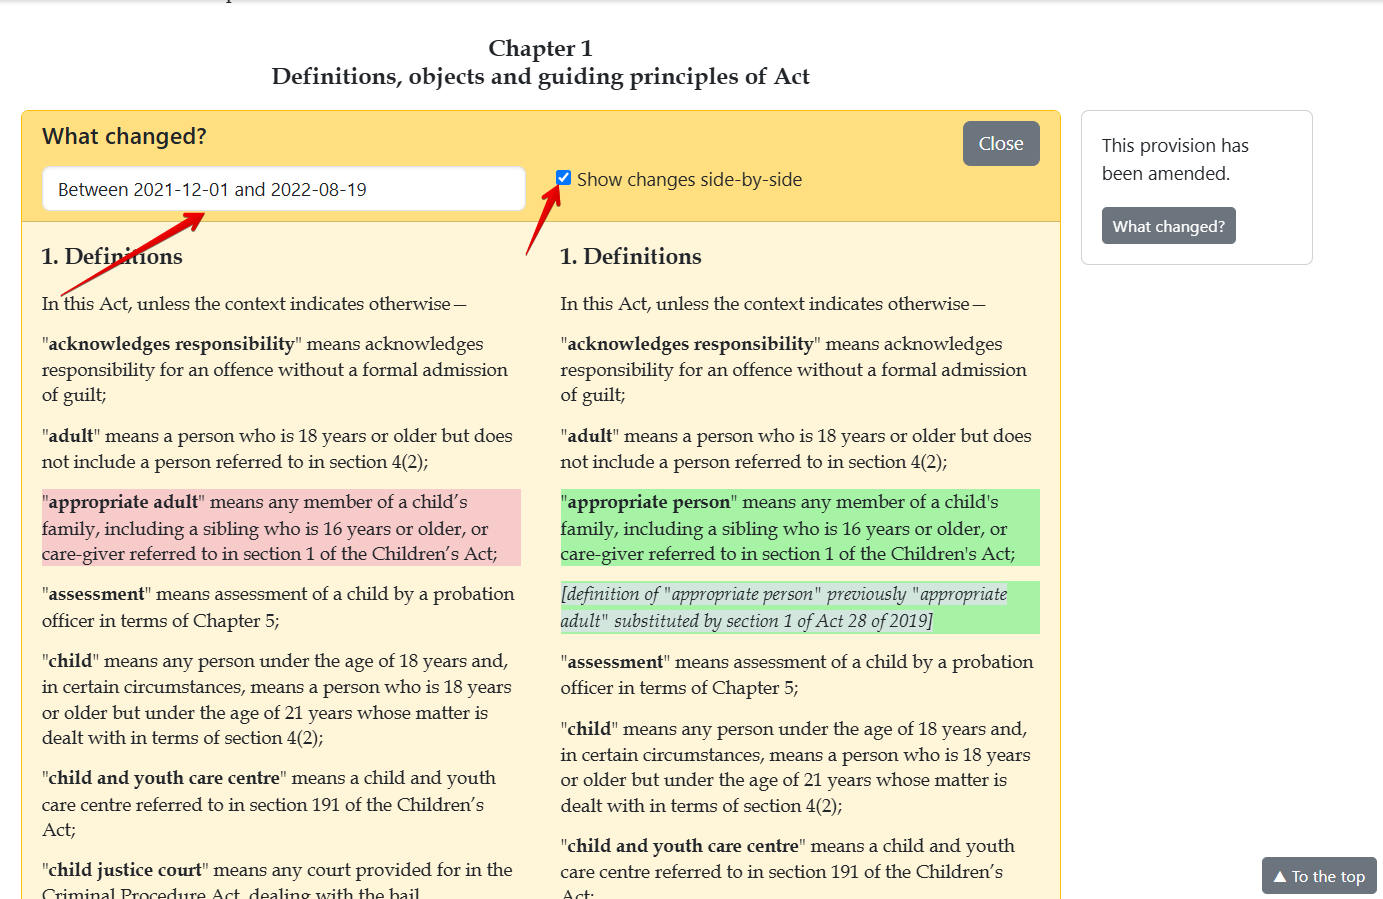 Chapter 1
Definitions, objects and guiding principles of Act
What changed?
Close
Between 2021-12-01 and 2022-08-19
Show changes side-by-side
This provision has
been amended.
What changed?
1. Definitions
In this Act, unless the context indicates otherwise—
"acknowledges responsibility" means acknowledges
responsibility for an offence without a formal admission
of guilt;
"adult" means a person who is 18 years or older but does
not include a person referred to in section 4(2);
"appropriate adult" means any member of a child’s
family, including a sibling who is 16 years or older, or
care-giver referred to in section 1 of the Children’s Act;
"assessment" means assessment of a child by a probation
officer in terms of Chapter 5;
"child" means any person under the age of 18 years and,
in certain circumstances, means a person who is 18 years
or older but under the age of 21 years whose matter is
dealt with in terms of section 4(2);
"child and youth care centre" means a child and youth
care centre referred to in section 191 of the Children’s
Act;
"child justice court" means any court provided for in the
Criminal Procedure Act, dealing with the bail
1. Definitions
In this Act, unless the context indicates otherwise—
"acknowledges responsibility" means acknowledges
responsibility for an offence without a formal admission
of guilt;
"adult" means a person who is 18 years or older but does
not include a person referred to in section 4(2);
"appropriate person" means any member of a child's
family, including a sibling who is 16 years or older, or
care-giver referred to in section 1 of the Children's Act;
[definition of "appropriate person" previously "appropriate
adult" substituted by section 1 of Act 28 of 2019]
"assessment" means assessment of a child by a probation
officer in terms of Chapter 5;
"child" means any person under the age of 18 years and,
in certain circumstances, means a person who is 18 years
or older but under the age of 21 years whose matter is
dealt with in terms of section 4(2);
"child and youth care centre" means a child and youth
care centre referred to in section 191 of the Children’s
Act;
▲ To the top